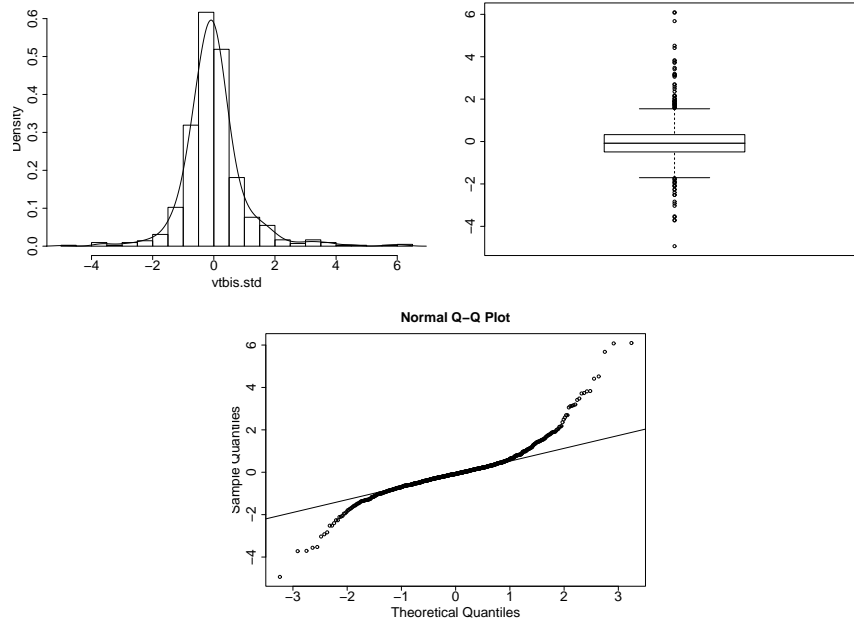 0.6
0.5
0.4
0.3
0.2
0.1
0.0
Density
−4 −2 0 2 4 6
vtbis.std
6
4
2
0
−2
−4
Normal Q−Q Plot
6
4
2
0
−2
−4
Sample Quantiles
−3 −2 −1 0 1 2 3
Theoretical Quantiles